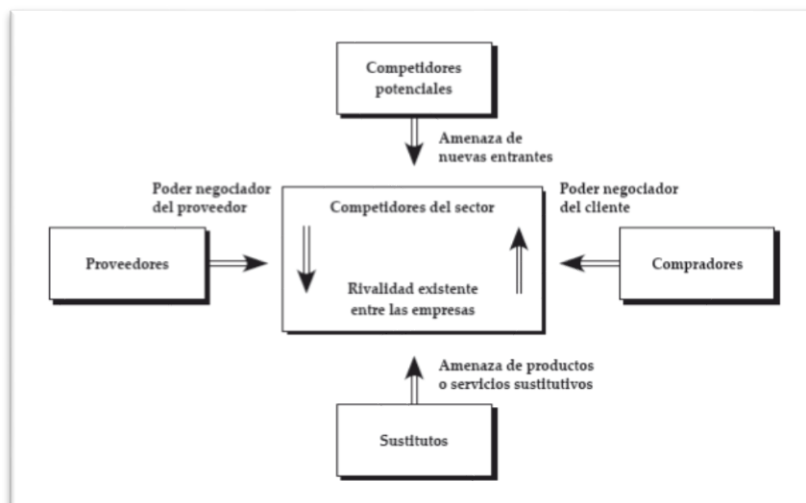 Competidores
potenciales
Amenaza de
nuevas entrantes
Poder negociador
del proveedor
Competidores del sector
Poder negociador
del cliente
Proveedores
Rivalidad existente
entre las empresas
Compradores
Amenaza de productos
o servicios sustitutivos
Sustitutos